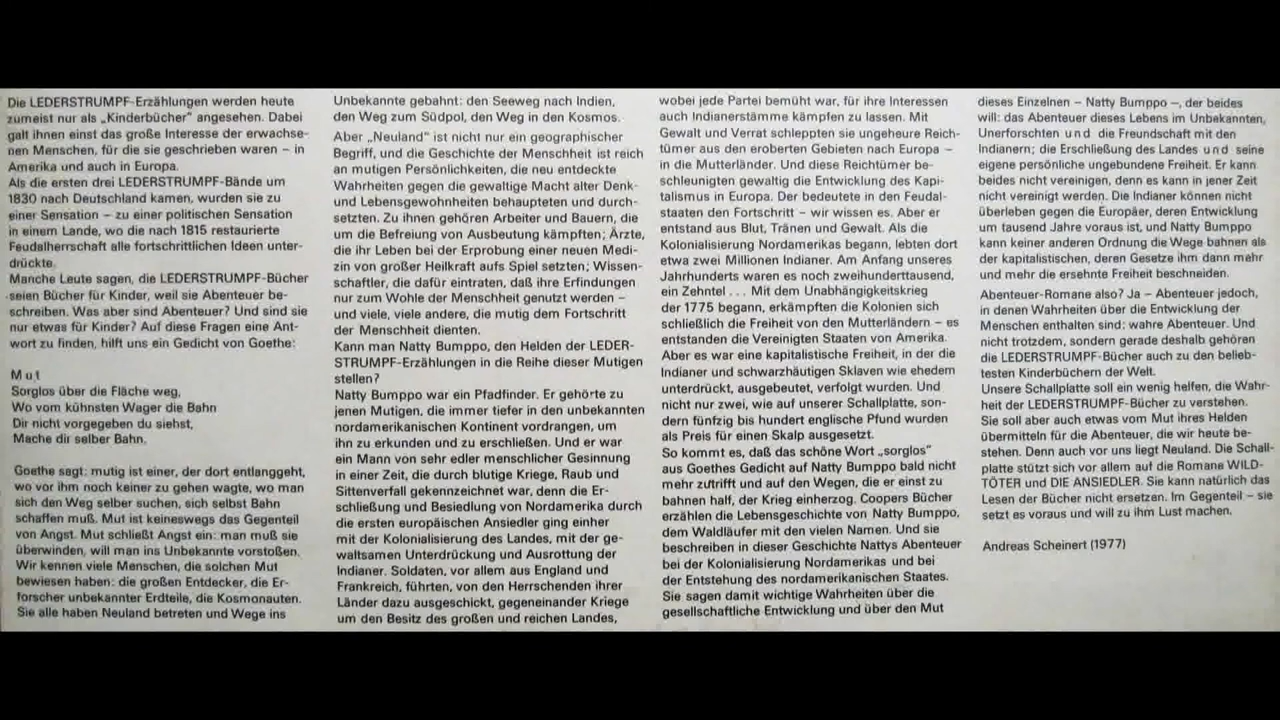 Die LEDERSTRUMPF-Erzählungen werden heute
zumeist nur als „Kinderbücher" angesehen. Dabei
galt ihnen einst das große Interesse der erwachse-
nen Menschen, für die sie geschrieben waren – in
Amerika und auch in Europa.
Als die ersten drei LEDERSTRUMPF-Bände um
1830 nach Deutschland kamen, wurden sie zu
einer Sensation – zu einer politischen Sensation
in einem Lande, wo die nach 1815 restaurierte
Feudalherrschaft alle fortschrittlichen Ideen unter-
drückte.
Manche Leute sagen, die LEDERSTRUMPF-Bücher
seien Bücher für Kinder, weil sie Abenteuer be-
schreiben. Was aber sind Abenteuer? Und sind sie
nur etwas für Kinder? Auf diese Fragen eine Ant-
wort zu finden, hilft uns ein Gedicht von Goethe:
M u t
Sorglos über die Fläche weg,
Wo vom kühnsten Wager die Bahn
Dir nicht vorgegeben du siehst,
Mache dir selber Bahn.
Goethe sagt: mutig ist einer, der dort entlanggeht,
wo vor ihm noch keiner zu gehen wagte, wo man
sich den Weg selber suchen, sich selbst Bahn
schaffen muß. Mut ist keineswegs das Gegenteil
von Angst. Mut schließt Angst ein: man muß sie
überwinden, will man ins Unbekannte vorstoßen.
Wir kennen viele Menschen, die solchen Mut
bewiesen haben: die großen Entdecker, die Er-
forscher unbekannter Erdteile, die Kosmonauten.
Sie alle haben Neuland betreten und Wege ins
Unbekannte gebahnt: den Seeweg nach Indien,
den Weg zum Südpol, den Weg in den Kosmos.
Aber „Neuland" ist nicht nur ein geographischer
Begriff, und die Geschichte der Menschheit ist reich
an mutigen Persönlichkeiten, die neu entdeckte
Wahrheiten gegen die gewaltige Macht alter Denk-
und Lebensgewohnheiten behaupteten und durch-
setzten. Zu ihnen gehören Arbeiter und Bauern, die
um die Befreiung von Ausbeutung kämpften; Ärzte,
die ihr Leben bei der Erprobung einer neuen Medi-
zin von großer Heilkraft aufs Spiel setzten; Wissen-
schaftler, die dafür eintraten, daß ihre Erfindungen
nur zum Wohle der Menschheit genutzt werden –
und viele, viele andere, die mutig dem Fortschritt
der Menschheit dienten.
Kann man Natty Bumppo, den Helden der LEDER-
STRUMPF-Erzählungen in die Reihe dieser Mutigen
stellen?
Natty Bumppo war ein Pfadfinder. Er gehörte zu
jenen Mutigen, die immer tiefer in den unbekannten
nordamerikanischen Kontinent vordrangen, um
ihn zu erkunden und zu erschließen. Und er war
ein Mann von sehr edler menschlicher Gesinnung
in einer Zeit, die durch blutige Kriege, Raub und
Sittenverfall gekennzeichnet war, denn die Er-
schließung und Besiedlung von Nordamerika durch
die ersten europäischen Ansiedler ging einher
mit der Kolonialisierung des Landes, mit der ge-
waltsamen Unterdrückung und Ausrottung der
Indianer. Soldaten, vor allem aus England und
Frankreich, führten, von den Herrschenden ihrer
Länder dazu ausgeschickt, gegeneinander Kriege
um den Besitz des großen und reichen Landes,
wobei jede Partei bemüht war, für ihre Interessen
auch Indianerstämme kämpfen zu lassen. Mit
Gewalt und Verrat schleppten sie ungeheure Reich-
tümer aus den eroberten Gebieten nach Europa –
in die Mutterländer. Und diese Reichtümer be-
schleunigten gewaltig die Entwicklung des Kapi-
talismus in Europa. Der bedeutete in den Feudal-
staaten den Fortschritt – wir wissen es. Aber er
entstand aus Blut, Tränen und Gewalt. Als die
Kolonialisierung Nordamerikas begann, lebten dort
etwa zwei Millionen Indianer. Am Anfang unseres
Jahrhunderts waren es noch zweihunderttausend,
ein Zehntel . . . Mit dem Unabhängigkeitskrieg
der 1775 begann, erkämpften die Kolonien sich
schließlich die Freiheit von den Mutterländern – es
entstanden die Vereinigten Staaten von Amerika.
Aber es war eine kapitalistische Freiheit, in der die
Indianer und schwarzhäutigen Sklaven wie ehedem
unterdrückt, ausgebeutet, verfolgt wurden. Und
nicht nur zwei, wie auf unserer Schallplatte, son-
dern fünfzig bis hundert englische Pfund wurden
als Preis für einen Skalp ausgesetzt.
So kommt es, daß das schöne Wort „sorglos"
aus Goethes Gedicht auf Natty Bumppo bald nicht
mehr zutrifft und auf den Wegen, die er einst zu
bahnen half, der Krieg einherzog. Coopers Bücher
erzählen die Lebensgeschichte von Natty Bumppo,
dem Waldläufer mit den vielen Namen. Und sie
beschreiben in dieser Geschichte Nattys Abenteuer
bei der Kolonialisierung Nordamerikas und bei
der Entstehung des nordamerikanischen Staates.
Sie sagen damit wichtige Wahrheiten über die
gesellschaftliche Entwicklung und über den Mut
dieses Einzelnen – Natty Bumppo –, der beides
will: das Abenteuer dieses Lebens im Unbekannten,
Unerforschten u n d die Freundschaft mit den
Indianern; die Erschließung des Landes u n d seine
eigene persönliche ungebundene Freiheit. Er kann
beides nicht vereinigen, denn es kann in jener Zeit
nicht vereinigt werden. Die Indianer können nicht
überleben gegen die Europäer, deren Entwicklung
um tausend Jahre voraus ist, und Natty Bumppo
kann keiner anderen Ordnung die Wege bahnen als
der kapitalistischen, deren Gesetze ihm dann mehr
und mehr die ersehnte Freiheit beschneiden.
Abenteuer-Romane also? Ja – Abenteuer jedoch,
in denen Wahrheiten über die Entwicklung der
Menschen enthalten sind: wahre Abenteuer. Und
nicht trotzdem, sondern gerade deshalb gehören
die LEDERSTRUMPF-Bücher auch zu den belieb-
testen Kinderbüchern der Welt.
Unsere Schallplatte soll ein wenig helfen, die Wahr-
heit der LEDERSTRUMPF-Bücher zu verstehen.
Sie soll aber auch etwas vom Mut ihres Helden
übermitteln für die Abenteuer, die wir heute be-
stehen. Denn auch vor uns liegt Neuland. Die Schall-
platte stützt sich vor allem auf die Romane WILD-
TÖTER und DIE ANSIEDLER. Sie kann natürlich das
Lesen der Bücher nicht ersetzen. Im Gegenteil – sie
setzt es voraus und will zu ihm Lust machen.
Andreas Scheinert (1977)